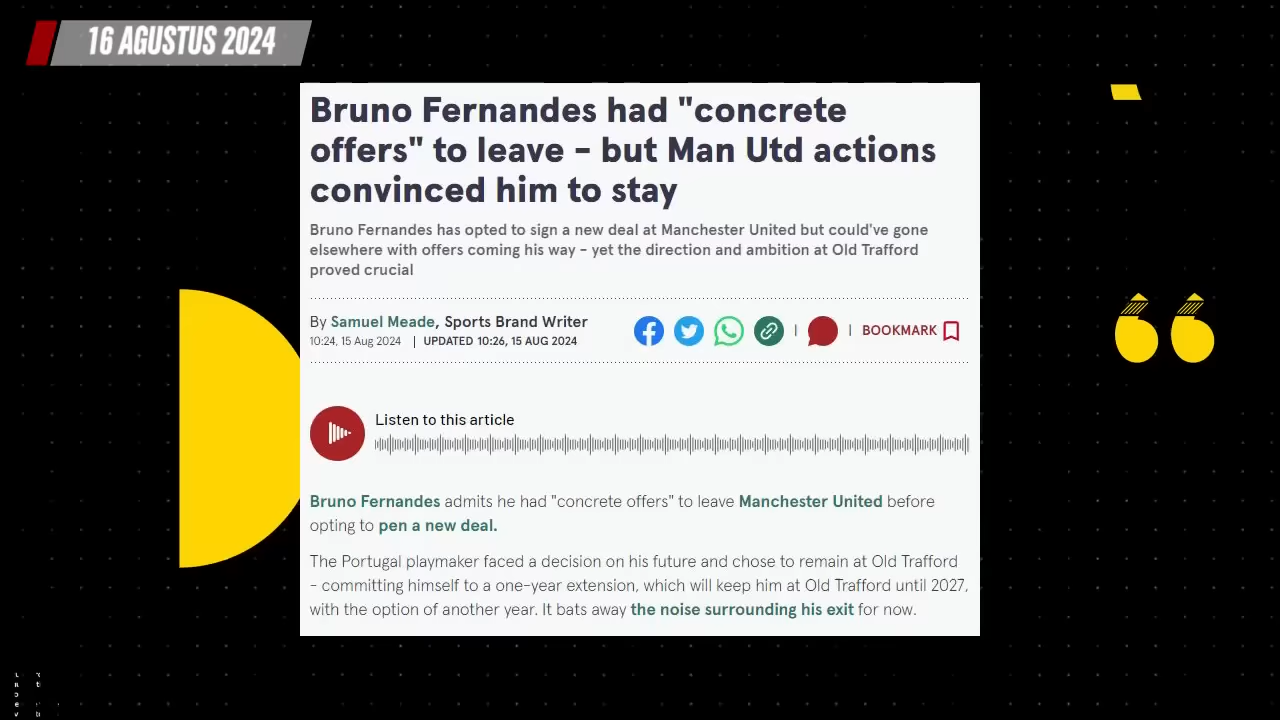 16 AGUSTUS 2024
Bruno Fernandes had "concrete
offers" to leave - but Man Utd actions
convinced him to stay
Bruno Fernandes has opted to sign a new deal at Manchester United but could've gone
elsewhere with offers coming his way - yet the direction and ambition at Old Trafford
proved crucial
By Samuel Meade, Sports Brand Writer
10:24, 15 Aug 2024 | UPDATED 10:26, 15 AUG 2024
| | BOOKMARK
Listen to this article
Bruno Fernandes admits he had "concrete offers" to leave Manchester United before
opting to pen a new deal.
The Portugal playmaker faced a decision on his future and chose to remain at Old Trafford
- committing himself to a one-year extension, which will keep him at Old Trafford until 2027,
with the option of another year. It bats away the noise surrounding his exit for now.